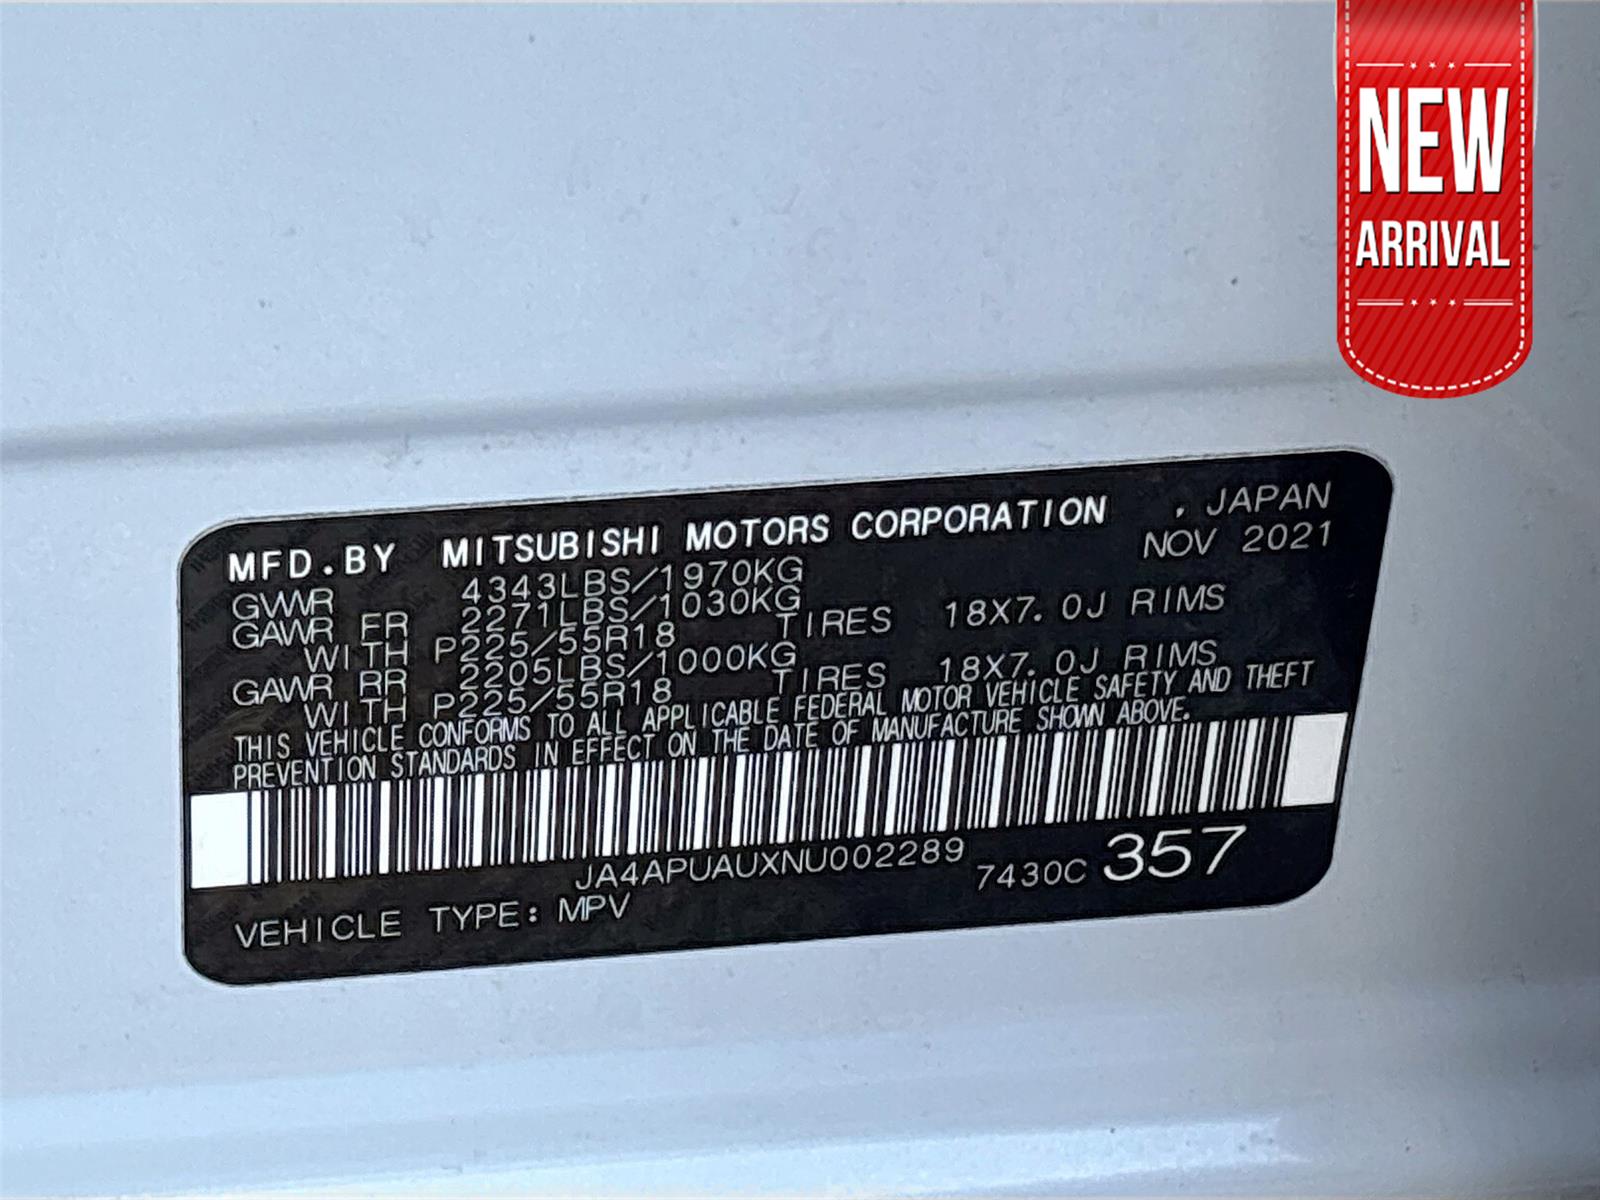 NEW
ARRIVAL
MFD.BY MITSUBISHI MOTORS CORPORATION , JAPAN
NOV 2021
GVWR 4343LBS/1970KG
GAWR FR 2271LBS/1030KG
WITH P225/55R18 TIRES 18X7.0J RIMS
GAWR RR 2205LBS/1000KG
WITH P225/55R18 TIRES 18X7.0J RIMS
THIS VEHICLE CONFORMS TO ALL APPLICABLE FEDERAL MOTOR VEHICLE SAFETY AND THEFT
PREVENTION STANDARDS IN EFFECT ON THE DATE OF MANUFACTURE SHOWN ABOVE.
JA4APUAUXNU002289 7430C 357
VEHICLE TYPE: MPV